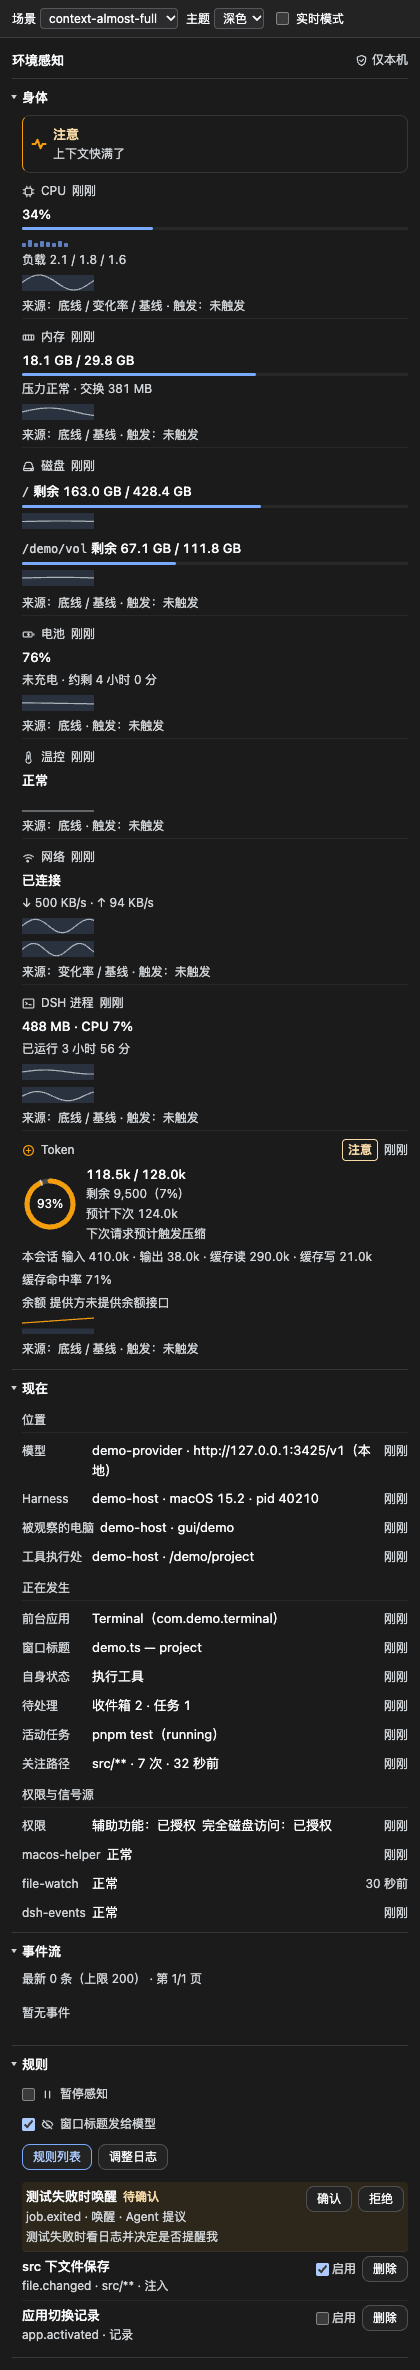 场景 context-almost-full 主题 深色 实时模式
环境感知 仅本机
身体
注意
上下文快满了
CPU 刚刚
34%
负载 2.1 / 1.8 / 1.6
来源：底线 / 变化率 / 基线 · 触发：未触发
内存 刚刚
18.1 GB / 29.8 GB
压力正常 · 交换 381 MB
来源：底线 / 基线 · 触发：未触发
磁盘 刚刚
/ 剩余 163.0 GB / 428.4 GB
/demo/vol 剩余 67.1 GB / 111.8 GB
来源：底线 / 基线 · 触发：未触发
电池 刚刚
76%
未充电 · 约剩 4 小时 0 分
来源：底线 · 触发：未触发
温控 刚刚
正常
来源：底线 · 触发：未触发
网络 刚刚
已连接
↓ 500 KB/s · ↑ 94 KB/s
来源：变化率 / 基线 · 触发：未触发
DSH 进程 刚刚
488 MB · CPU 7%
已运行 3 小时 56 分
来源：底线 / 基线 · 触发：未触发
Token 注意 刚刚
93%
118.5k / 128.0k
剩余 9,500（7%）
预计下次 124.0k
下次请求预计触发压缩
本会话 输入 410.0k · 输出 38.0k · 缓存读 290.0k · 缓存写 21.0k
缓存命中率 71%
余额 提供方未提供余额接口
来源：底线 / 基线 · 触发：未触发
现在
位置
模型 demo-provider · http://127.0.0.1:3425/v1（本 刚刚
地）
Harness demo-host · macOS 15.2 · pid 40210 刚刚
被观察的电脑 demo-host · gui/demo 刚刚
工具执行处 demo-host · /demo/project 刚刚
正在发生
前台应用 Terminal（com.demo.terminal） 刚刚
窗口标题 demo.ts — project 刚刚
自身状态 执行工具 刚刚
待处理 收件箱 2 · 任务 1 刚刚
活动任务 pnpm test（running） 刚刚
关注路径 src/** · 7 次 · 32 秒前 刚刚
权限与信号源
权限 辅助功能：已授权 完全磁盘访问：已授权 刚刚
macos-helper 正常 刚刚
file-watch 正常 30 秒前
dsh-events 正常 刚刚
事件流
最新 0 条（上限 200） · 第 1/1 页
暂无事件
规则
暂停感知
窗口标题发给模型
规则列表 调整日志
测试失败时唤醒 待确认 确认 拒绝
job.exited · 唤醒 · Agent 提议
测试失败时看日志并决定是否提醒我
src 下文件保存 启用 删除
file.changed · src/** · 注入
应用切换记录 启用 删除
app.activated · 记录